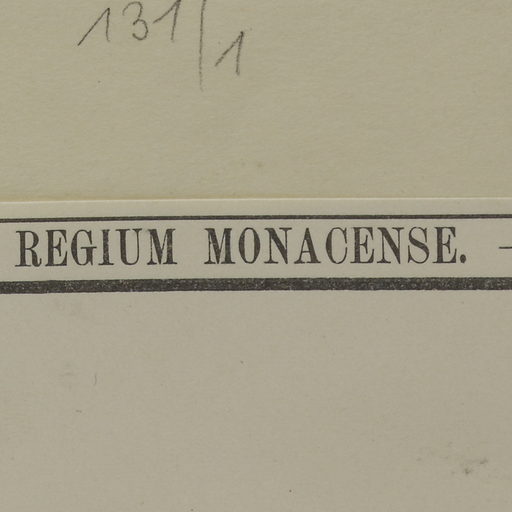 131/1
REGIUM MONACENSE. –